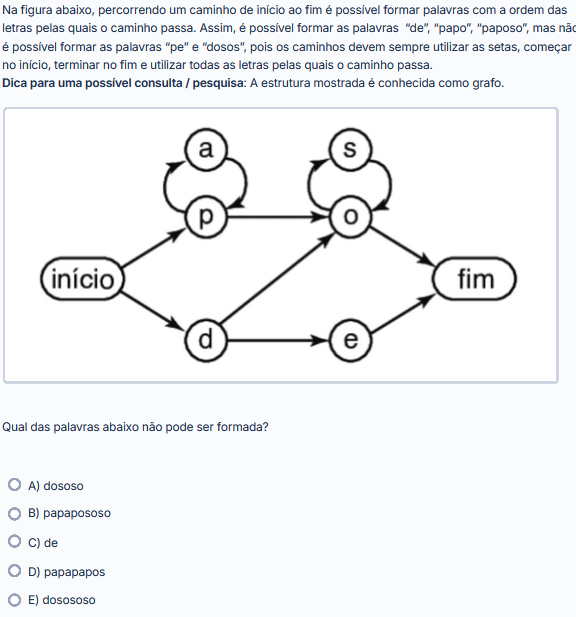 Na figura abaixo, percorrendo um caminho de início ao fim é possível formar palavras com a ordem das
letras pelas quais o caminho passa. Assim, é possível formar as palavras "de", "papo", "paposo", mas não
é possível formar as palavras "pe" e "dosos", pois os caminhos devem sempre utilizar as setas, começar
no início, terminar no fim e utilizar todas as letras pelas quais o caminho passa.
Dica para uma possível consulta / pesquisa: A estrutura mostrada é conhecida como grafo.
a
s
p
o
início
fim
d
e
Qual das palavras abaixo não pode ser formada?
A) dososo
B) papapososo
C) de
D) papapapos
E) dosososo